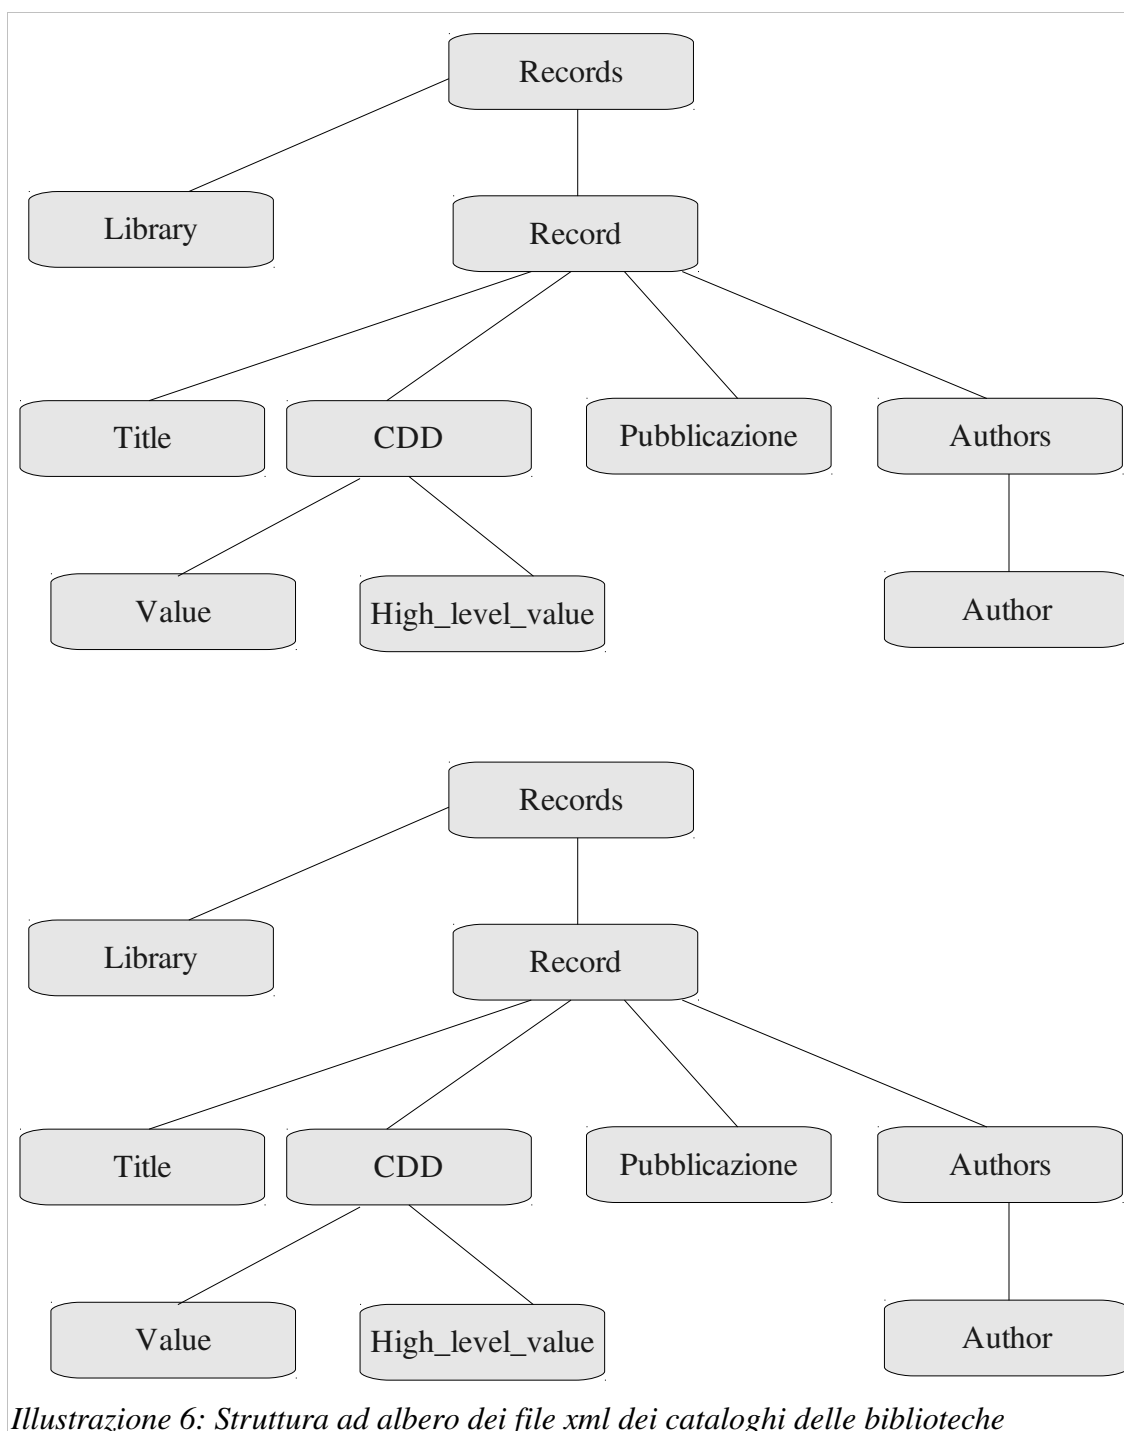 Records
Library
Record
Title
CDD
Pubblicazione
Authors
Value
High_level_value
Author
Records
Library
Record
Title
CDD
Pubblicazione
Authors
Value
High_level_value
Author
Illustrazione 6: Struttura ad albero dei file xml dei cataloghi delle biblioteche